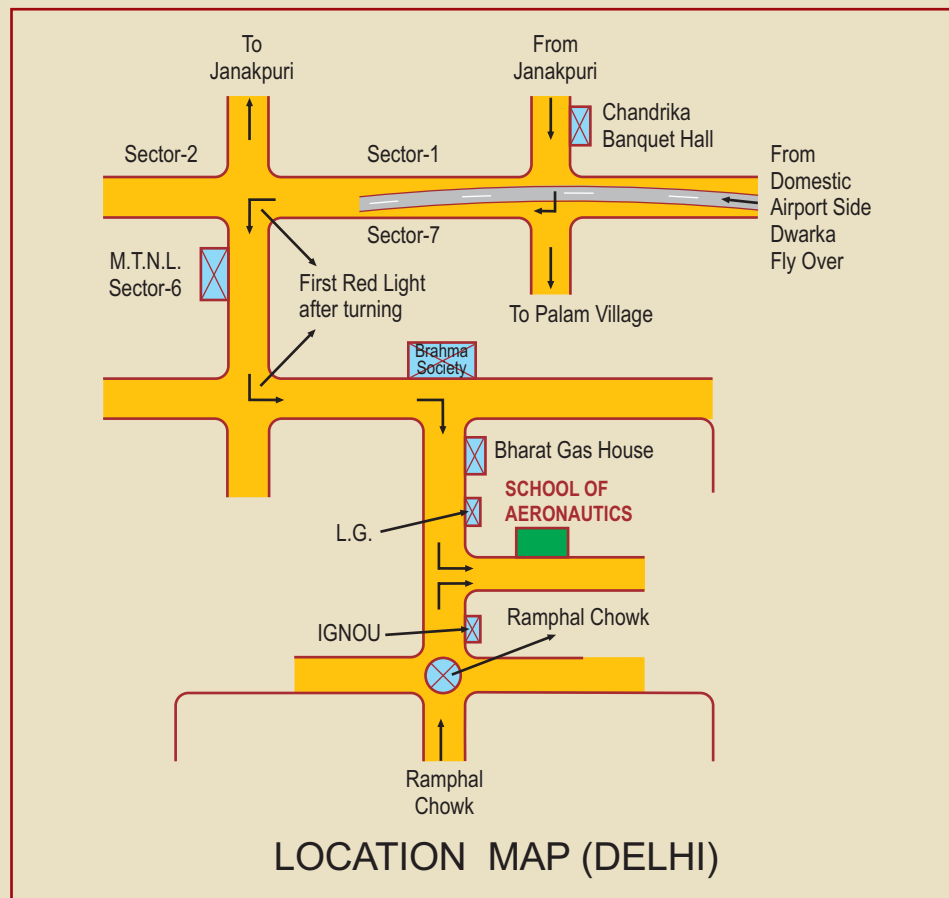 To
Janakpuri
From
Janakpuri
Chandrika
Banquet Hall
Sector-2
Sector-1
From
Domestic
Airport Side
Dwarka
Fly Over
Sector-7
M.T.N.L.
Sector-6
First Red Light
after turning
To Palam Village
Brahma
Society
Bharat Gas House
SCHOOL OF
AERONAUTICS
L.G.
IGNOU
Ramphal Chowk
Ramphal
Chowk
LOCATION MAP (DELHI)